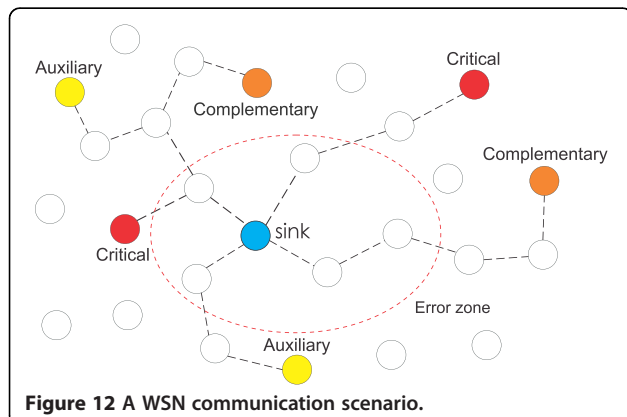 Auxiliary
Critical
Complementary
Complementary
sink
Critical
Error zone
Auxiliary
Figure 12 A WSN communication scenario.